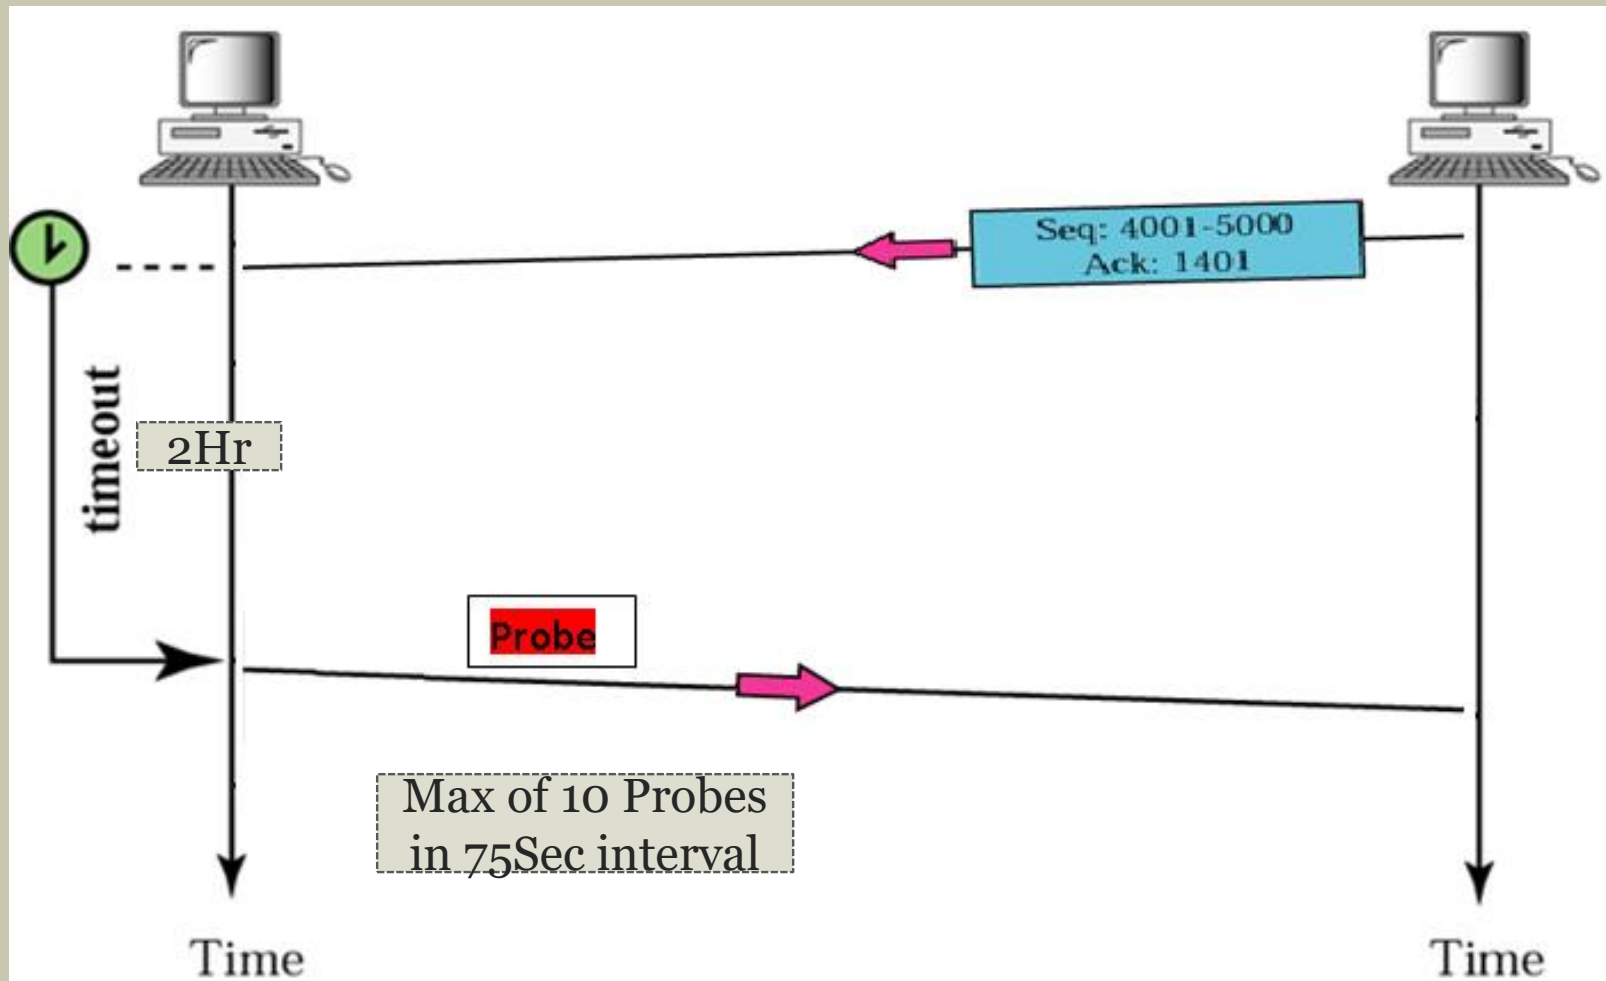 Seq: 4001-5000
Ack: 1401
timeout
2Hr
Probe
Max of 10 Probes
in 75Sec interval
Time
Time